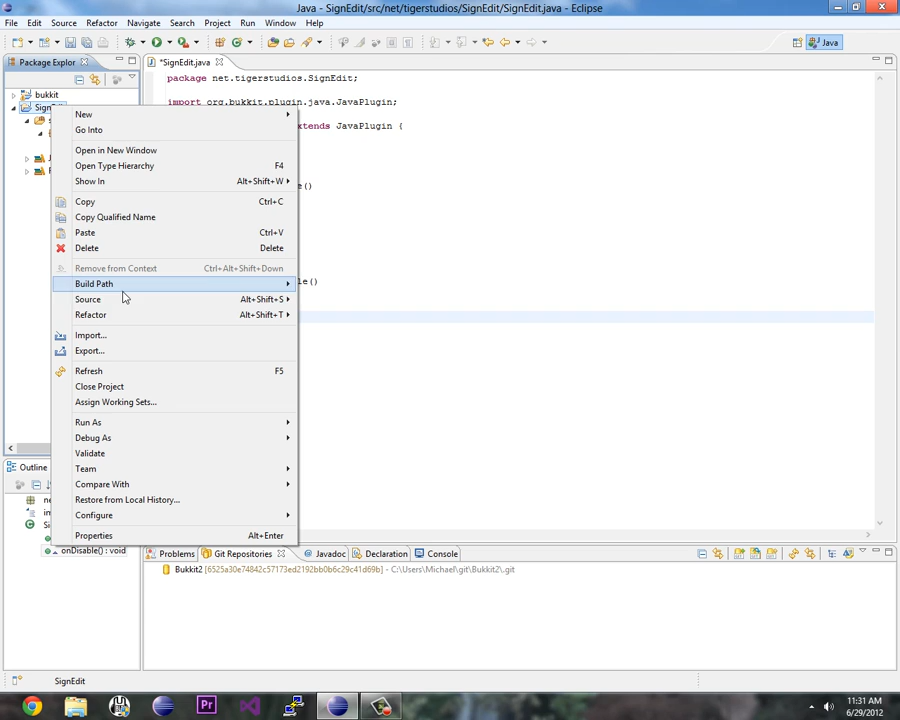 Java - SignEdit/src/net/tigerstudios/SignEdit/SignEdit.java - Eclipse
File Edit Source Refactor Navigate Search Project Run Window Help
Java
Package Explor
*SignEdit.java
bukkit
package net.tigerstudios.SignEdit;
import org.bukkit.plugin.java.JavaPlugin;
xtends JavaPlugin {
e()
le()
New
Go Into
Open in New Window
Open Type Hierarchy F4
Show In Alt+Shift+W
Copy Ctrl+C
Copy Qualified Name
Paste Ctrl+V
Delete Delete
Remove from Context Ctrl+Alt+Shift+Down
Build Path
Source Alt+Shift+S
Refactor Alt+Shift+T
Import...
Export...
Refresh F5
Close Project
Assign Working Sets...
Run As
Debug As
Validate
Team
Compare With
Restore from Local History...
Configure
Properties Alt+Enter
Outline
ne
im
Si
onDisable() : void
Problems Git Repositories Javadoc Declaration Console
Bukkit2 [6525a30e74842c57173ed2192bb0b6c29c41d69b] - C:\Users\Michael\git\Bukkit2\.git
SignEdit
Pr
11:31 AM
6/29/2012